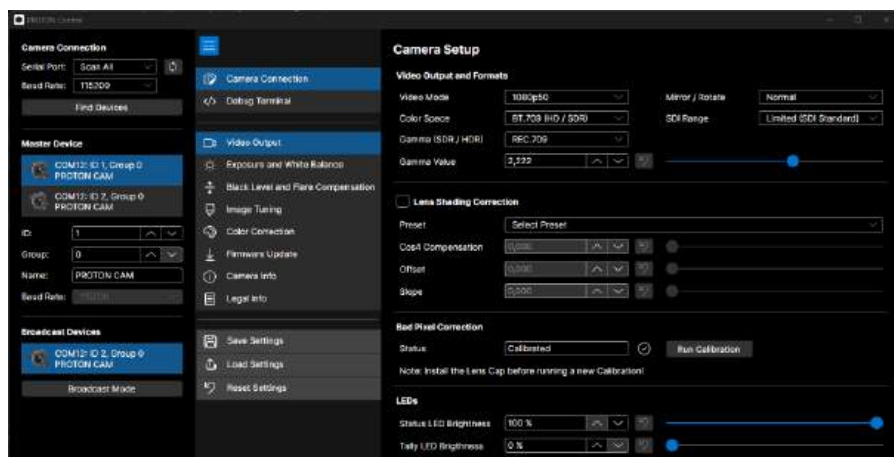 PROTON Control
Camera Connection
Serial Port: Scan All
Baud Rate: 115200
Find Devices
Master Device
COM12: ID 1, Group 0
PROTON CAM
COM12: ID 2, Group 0
PROTON CAM
ID: 1
Group: 0
Name: PROTON CAM
Baud Rate:
Broadcast Devices
COM12: ID 2, Group 0
PROTON CAM
Broadcast Mode
Camera Connection
Debug Terminal
Video Output
Exposure and White Balance
Black Level and Flare Compensation
Image Tuning
Color Correction
Firmware Update
Camera Info
Legal Info
Save Settings
Load Settings
Reset Settings
Camera Setup
Video Output and Formats
Video Mode 1080p50 Mirror / Rotate Normal
Color Space BT.709 (HD / SDR) SDI Range Limited (SDI Standard)
Gamma (SDR / HDR) REC.709
Gamma Value 2,222
Lens Shading Correction
Preset Select Preset
Cos4 Compensation 0,000
Offset 0,000
Slope 0,000
Bad Pixel Correction
Status Calibrated Run Calibration
Note: Install the Lens Cap before running a new Calibration!
LEDs
Status LED Brightness 100 %
Tally LED Brigthness 0 %